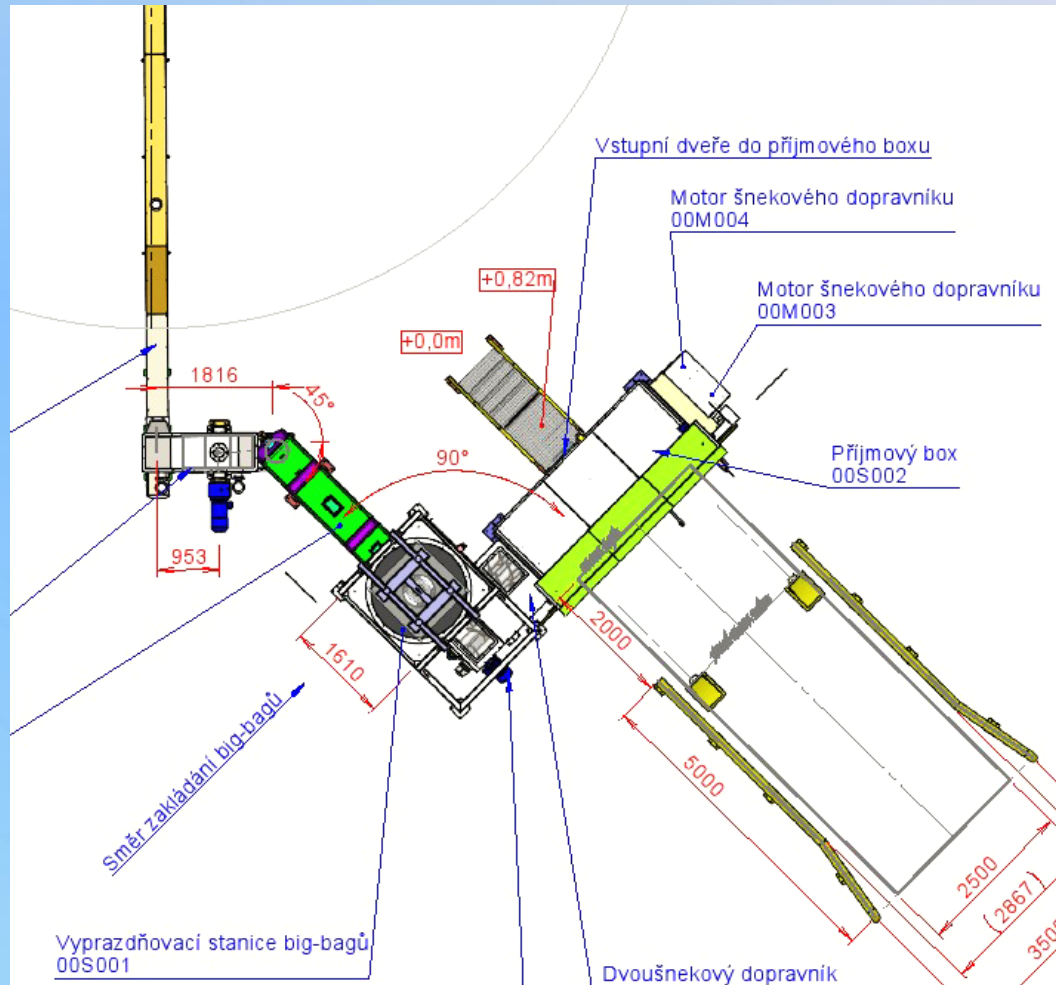 Vstupní dveře do příjmového boxu
Motor šnekového dopravníku
00M004
+0,82m
Motor šnekového dopravníku
00M003
+0,0m
1816
45°
90°
Příjmový box
00S002
953
2000
1610
Směr zakládání big-bagů
5000
2500
(2867)
3500
Vyprazdňovací stanice big-bagů
00S001
Dvoušnekový dopravník